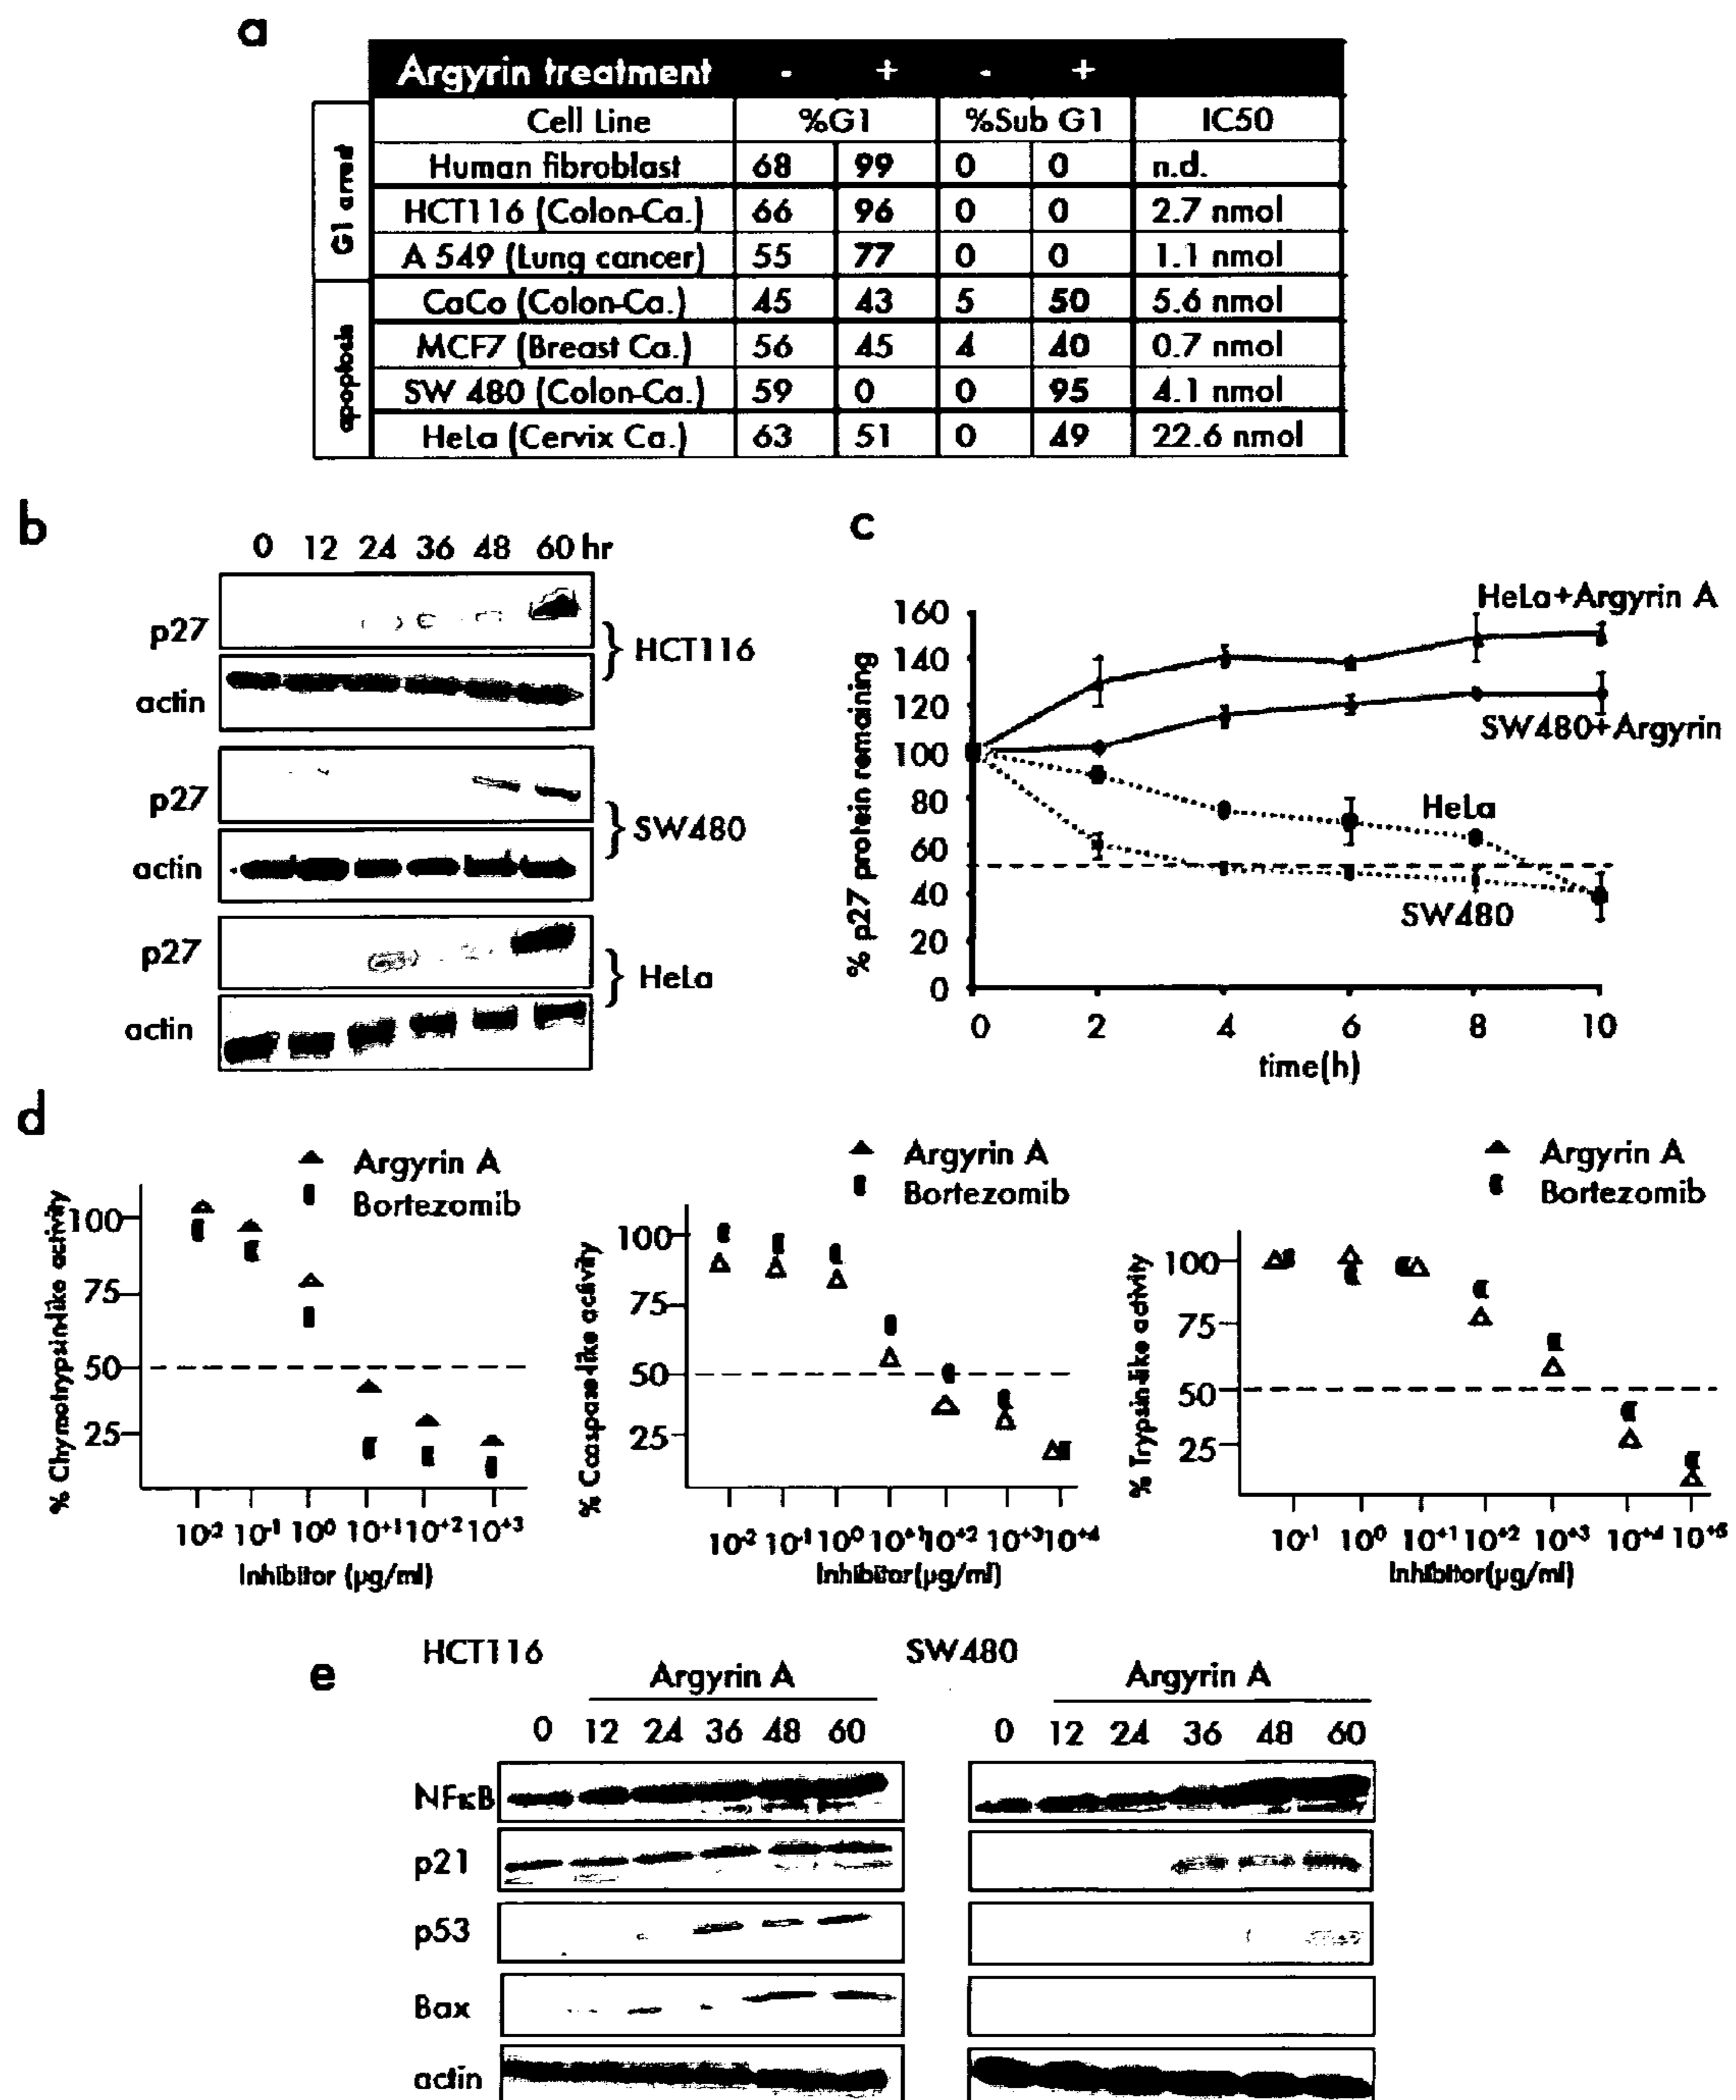 a
Argyrin treatment - + - +
Cell Line %G1 %Sub G1 IC50
G1 arrest
Human fibroblast 68 99 0 0 n.d.
HCT116 (Colon-Ca.) 66 96 0 0 2.7 nmol
A 549 (Lung cancer) 55 77 0 0 1.1 nmol
apoptosis
CaCo (Colon-Ca.) 45 43 5 50 5.6 nmol
MCF7 (Breast Ca.) 56 45 4 40 0.7 nmol
SW 480 (Colon-Ca.) 59 0 0 95 4.1 nmol
HeLa (Cervix Ca.) 63 51 0 49 22.6 nmol
b
0 12 24 36 48 60 hr
p27
actin
HCT116
p27
actin
SW480
p27
actin
HeLa
c
% p27 protein remaining
160
140
120
100
80
60
40
20
0
HeLa+Argyrin A
SW480+Argyrin
HeLa
SW480
0 2 4 6 8 10
time(h)
d
Argyrin A
Bortezomib
% Chymotrypsin-like activity
100
75
50
25
10-2 10-1 100 10+1 10+2 10+3
Inhibitor (µg/ml)
Argyrin A
Bortezomib
% Caspase-like activity
100
75
50
25
10-2 10-1 100 10+1 10+2 10+3 10+4
Inhibitor(µg/ml)
Argyrin A
Bortezomib
% Trypsin-like activity
100
75
50
25
10-1 100 10+1 10+2 10+3 10+4 10+5
Inhibitor(µg/ml)
e
HCT116 SW480
Argyrin A Argyrin A
0 12 24 36 48 60 0 12 24 36 48 60
NFκB
p21
p53
Bax
actin